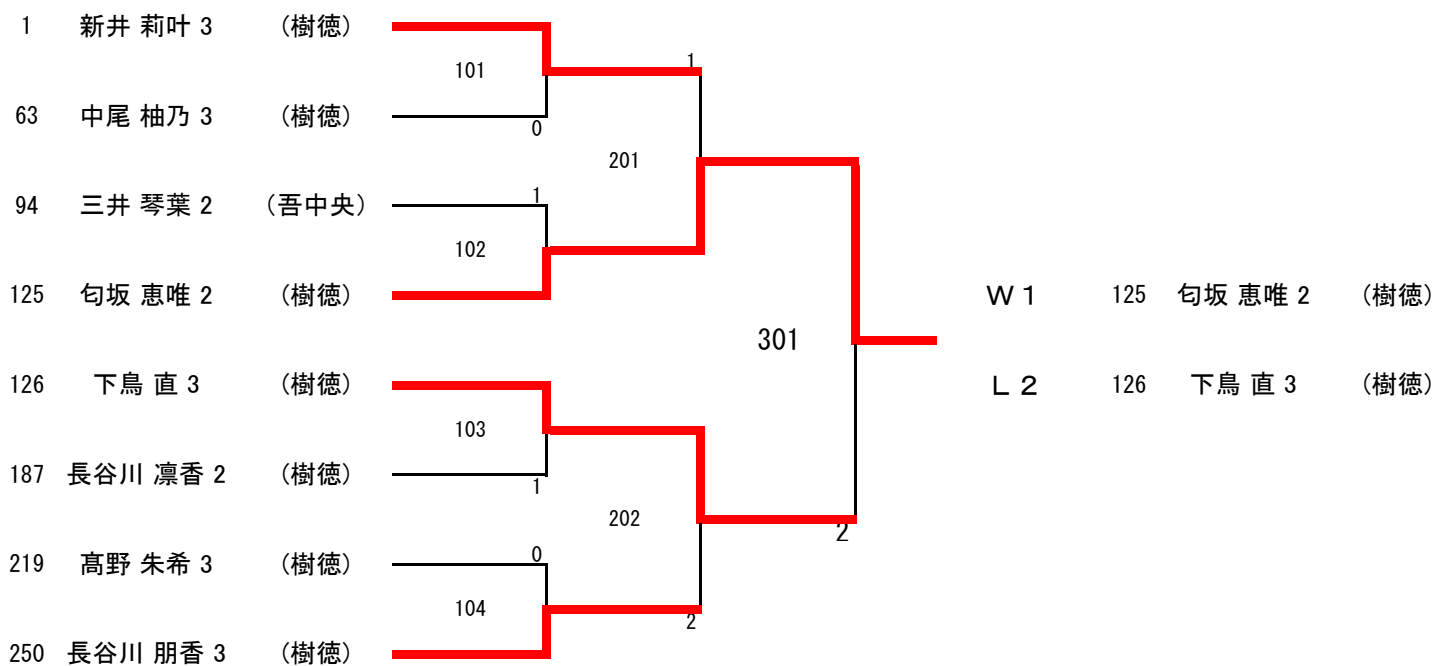 1 新井 莉叶 3 (樹徳)
1
101
63 中尾 柚乃 3 (樹徳)
0
201
94 三井 琴葉 2 (吾中央)
1
102
125 匂坂 恵唯 2 (樹徳)
W 1 125 匂坂 恵唯 2 (樹徳)
301
126 下鳥 直 3 (樹徳)
L 2 126 下鳥 直 3 (樹徳)
103
187 長谷川 凛香 2 (樹徳)
1
202
2
219 髙野 朱希 3 (樹徳)
0
104
2
250 長谷川 朋香 3 (樹徳)